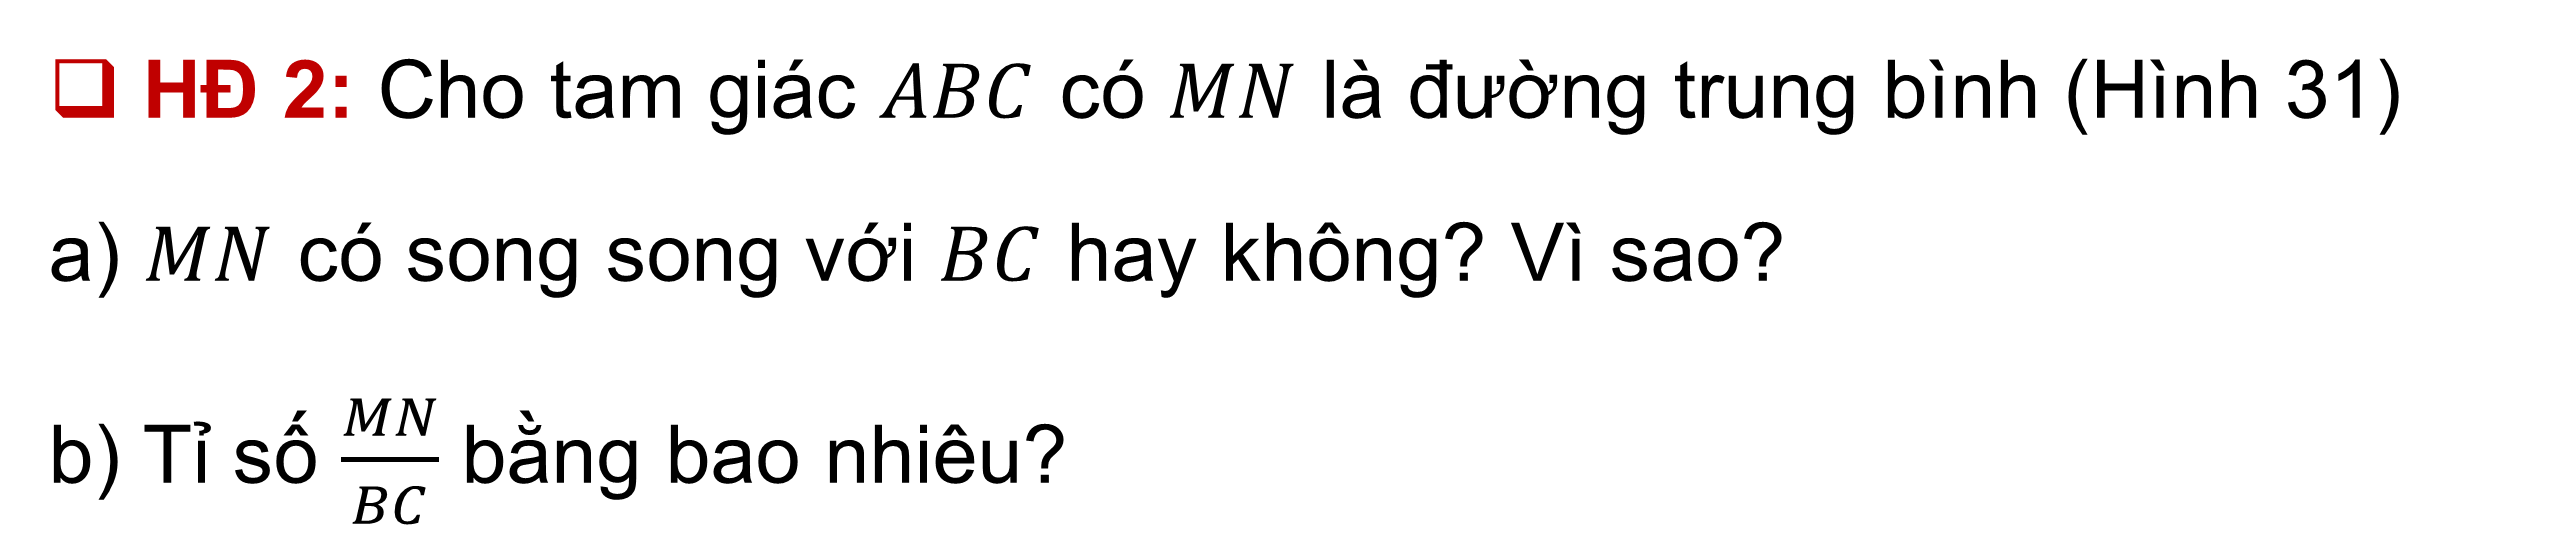 ❑ HĐ 2: Cho tam giác ABC có MN là đường trung bình (Hình 31)
a) MN có song song với BC hay không? Vì sao?
b) Tỉ số MN/BC bằng bao nhiêu?